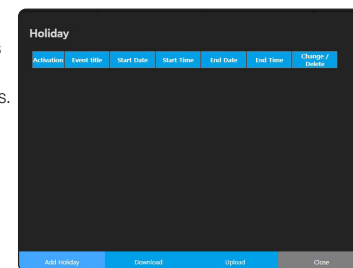 Holiday
Activation Event title Start Date Start Time End Date End Time Change / Delete
s.
Add Holiday Download Upload Close